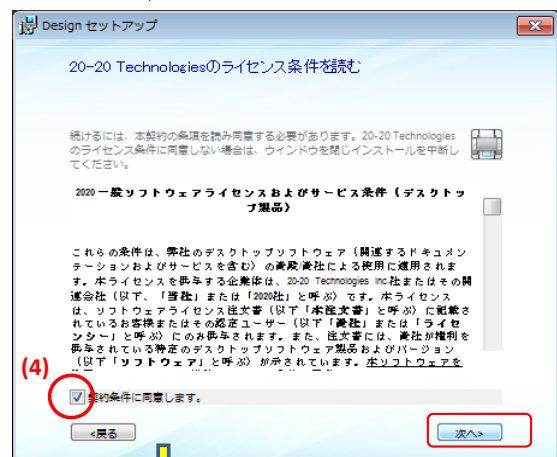 Design セットアップ
20-20 Technologiesのライセンス条件を読む
続けるには、本契約の条項を読み同意する必要があります。20-20 Technologies
のライセンス条件に同意しない場合は、ウインドウを閉じインストールを中断し
てください。
2020 一般ソフトウェアライセンスおよびサービス条件（デスクトッ
プ製品）
これらの条件は、弊社のデスクトップソフトウェア（関連するドキュメン
テーションおよびサービスを含む）の貴殿/貴社による使用に適用されま
す。本ライセンスを供与する企業体は、20-20 Technologies Inc.社またはその関
連会社（以下、「当社」または「2020社」と呼ぶ）です。本ライセンス
は、ソフトウェアライセンス注文書（以下「本注文書」と呼ぶ）に記載さ
れているお客様またはその認定ユーザー（以下「貴社」または「ライセ
ンシー」と呼ぶ）にのみ供与されます。また、注文書には、貴社が権利を
供与されている特定のデスクトップソフトウェア製品およびバージョン
（以下「ソフトウェア」と呼ぶ）が示されています。本ソフトウェアを
(4)
契約条件に同意します。
<戻る
次へ>